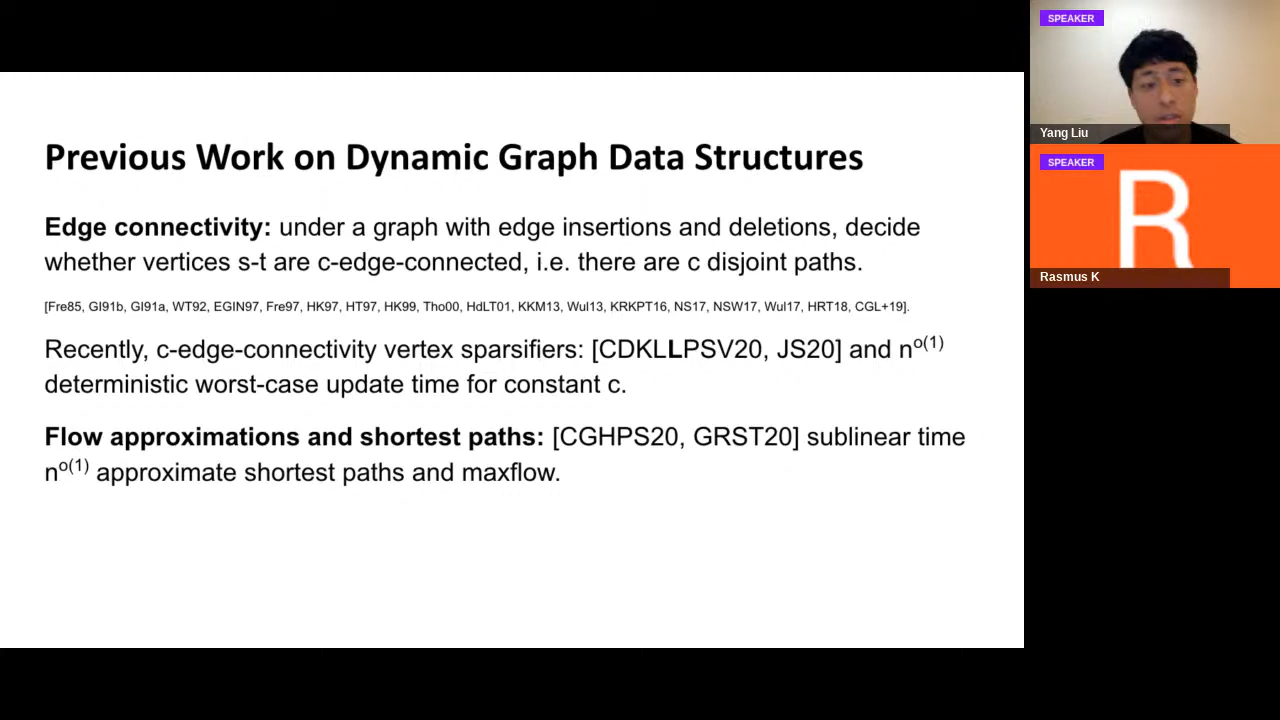 Previous Work on Dynamic Graph Data Structures
Edge connectivity: under a graph with edge insertions and deletions, decide
whether vertices s-t are c-edge-connected, i.e. there are c disjoint paths.
[Fre85, GI91b, GI91a, WT92, EGIN97, Fre97, HK97, HT97, HK99, Tho00, HdLT01, KKM13, Wul13, KRKPT16, NS17, NSW17, Wul17, HRT18, CGL+19].
Recently, c-edge-connectivity vertex sparsifiers: [CDKLLPSV20, JS20] and n^o(1)
deterministic worst-case update time for constant c.
Flow approximations and shortest paths: [CGHPS20, GRST20] sublinear time
n^o(1) approximate shortest paths and maxflow.
SPEAKER
Yang Liu
SPEAKER
R
Rasmus K